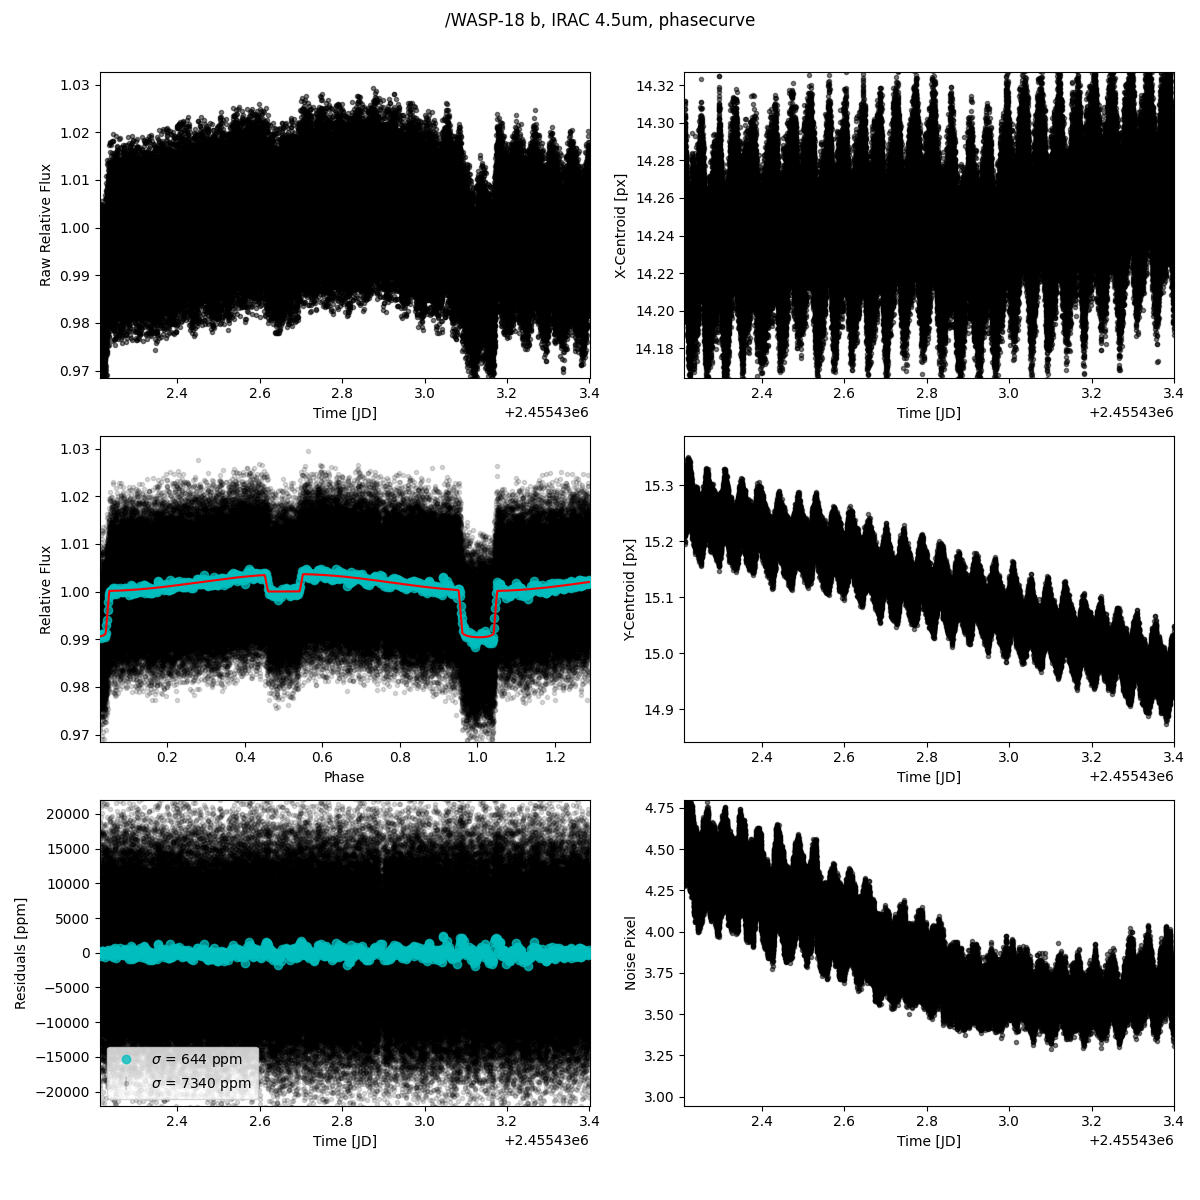 /WASP-18 b, IRAC 4.5um, phasecurve
1.03
1.02
1.01
1.00
0.99
0.98
0.97
Raw Relative Flux
2.4 2.6 2.8 3.0 3.2 3.4
Time [JD]
+2.45543e6
14.32
14.30
14.28
14.26
14.24
14.22
14.20
14.18
X-Centroid [px]
2.4 2.6 2.8 3.0 3.2 3.4
Time [JD]
+2.45543e6
1.03
1.02
1.01
1.00
0.99
0.98
0.97
Relative Flux
0.2 0.4 0.6 0.8 1.0 1.2
Phase
15.3
15.2
15.1
15.0
14.9
Y-Centroid [px]
2.4 2.6 2.8 3.0 3.2 3.4
Time [JD]
+2.45543e6
20000
15000
10000
5000
0
−5000
−10000
−15000
−20000
Residuals [ppm]
σ = 644 ppm
σ = 7340 ppm
2.4 2.6 2.8 3.0 3.2 3.4
Time [JD]
+2.45543e6
4.75
4.50
4.25
4.00
3.75
3.50
3.25
3.00
Noise Pixel
2.4 2.6 2.8 3.0 3.2 3.4
Time [JD]
+2.45543e6